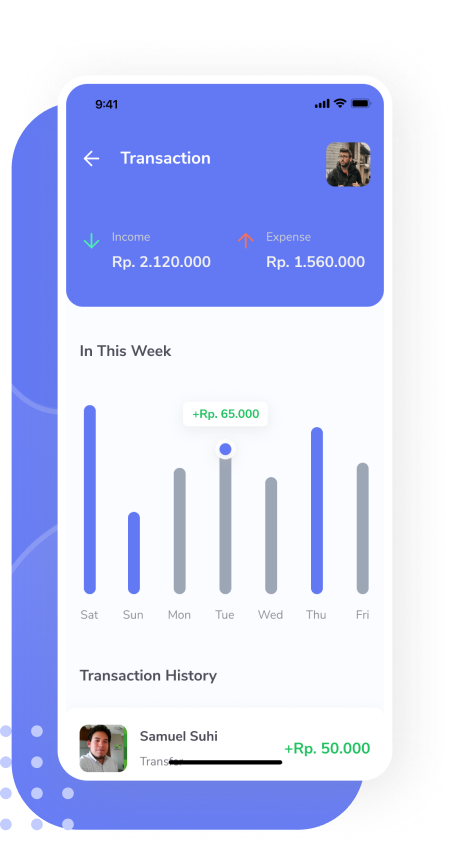 9:41
Transaction
Income
Expense
Rp. 2.120.000
Rp. 1.560.000
In This Week
+Rp. 65.000
Sat Sun Mon Tue Wed Thu Fri
Transaction History
Samuel Suhi
+Rp. 50.000
Transfer